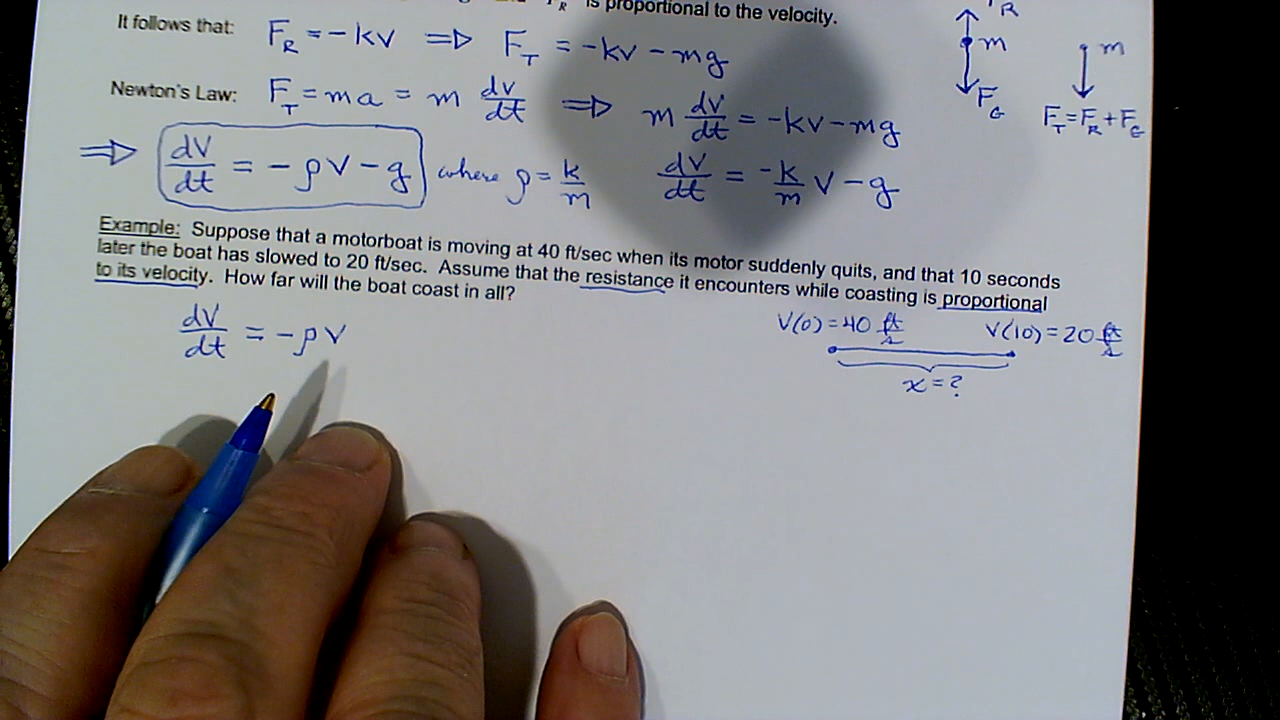 is proportional to the velocity.
It follows that: F_R = -kv ⇒ F_T = -kv - mg
Newton's Law: F_T = ma = m dv/dt ⇒ m dv/dt = -kv - mg
⇒ dv/dt = -ρv - g where ρ = k/m dv/dt = -k/m v - g
F_R
m
F_G
m
F_T = F_R + F_G
Example: Suppose that a motorboat is moving at 40 ft/sec when its motor suddenly quits, and that 10 seconds
later the boat has slowed to 20 ft/sec. Assume that the resistance it encounters while coasting is proportional
to its velocity. How far will the boat coast in all?
dv/dt = -ρv
v(0) = 40 ft/s v(10) = 20 ft/s
x = ?